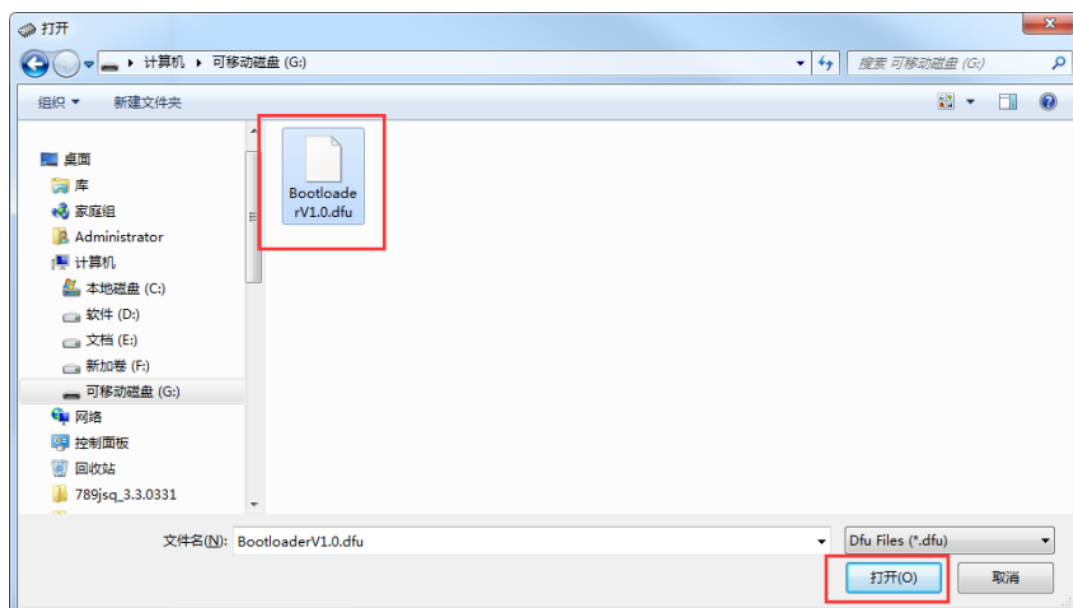 打开
计算机 可移动磁盘 (G:)
搜索 可移动磁盘 (G:)
组织 新建文件夹
Bootloade
rV1.0.dfu
桌面
库
家庭组
Administrator
计算机
本地磁盘 (C:)
软件 (D:)
文档 (E:)
新加卷 (F:)
可移动磁盘 (G:)
网络
控制面板
回收站
789jsq_3.3.0331
文件名(N): BootloaderV1.0.dfu
Dfu Files (*.dfu)
打开(O) 取消